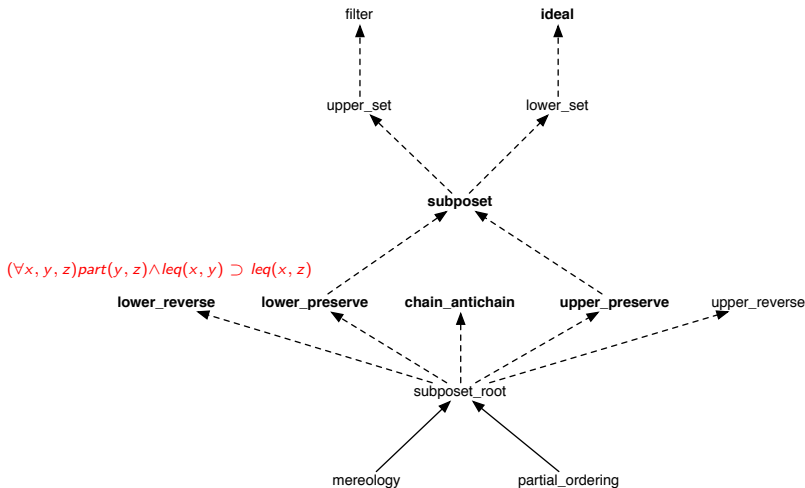 filter ideal
upper_set lower_set
subposet
(∀x, y, z)part(y, z)∧leq(x, y) ⊃ leq(x, z)
lower_reverse lower_preserve chain_antichain upper_preserve upper_reverse
subposet_root
mereology partial_ordering